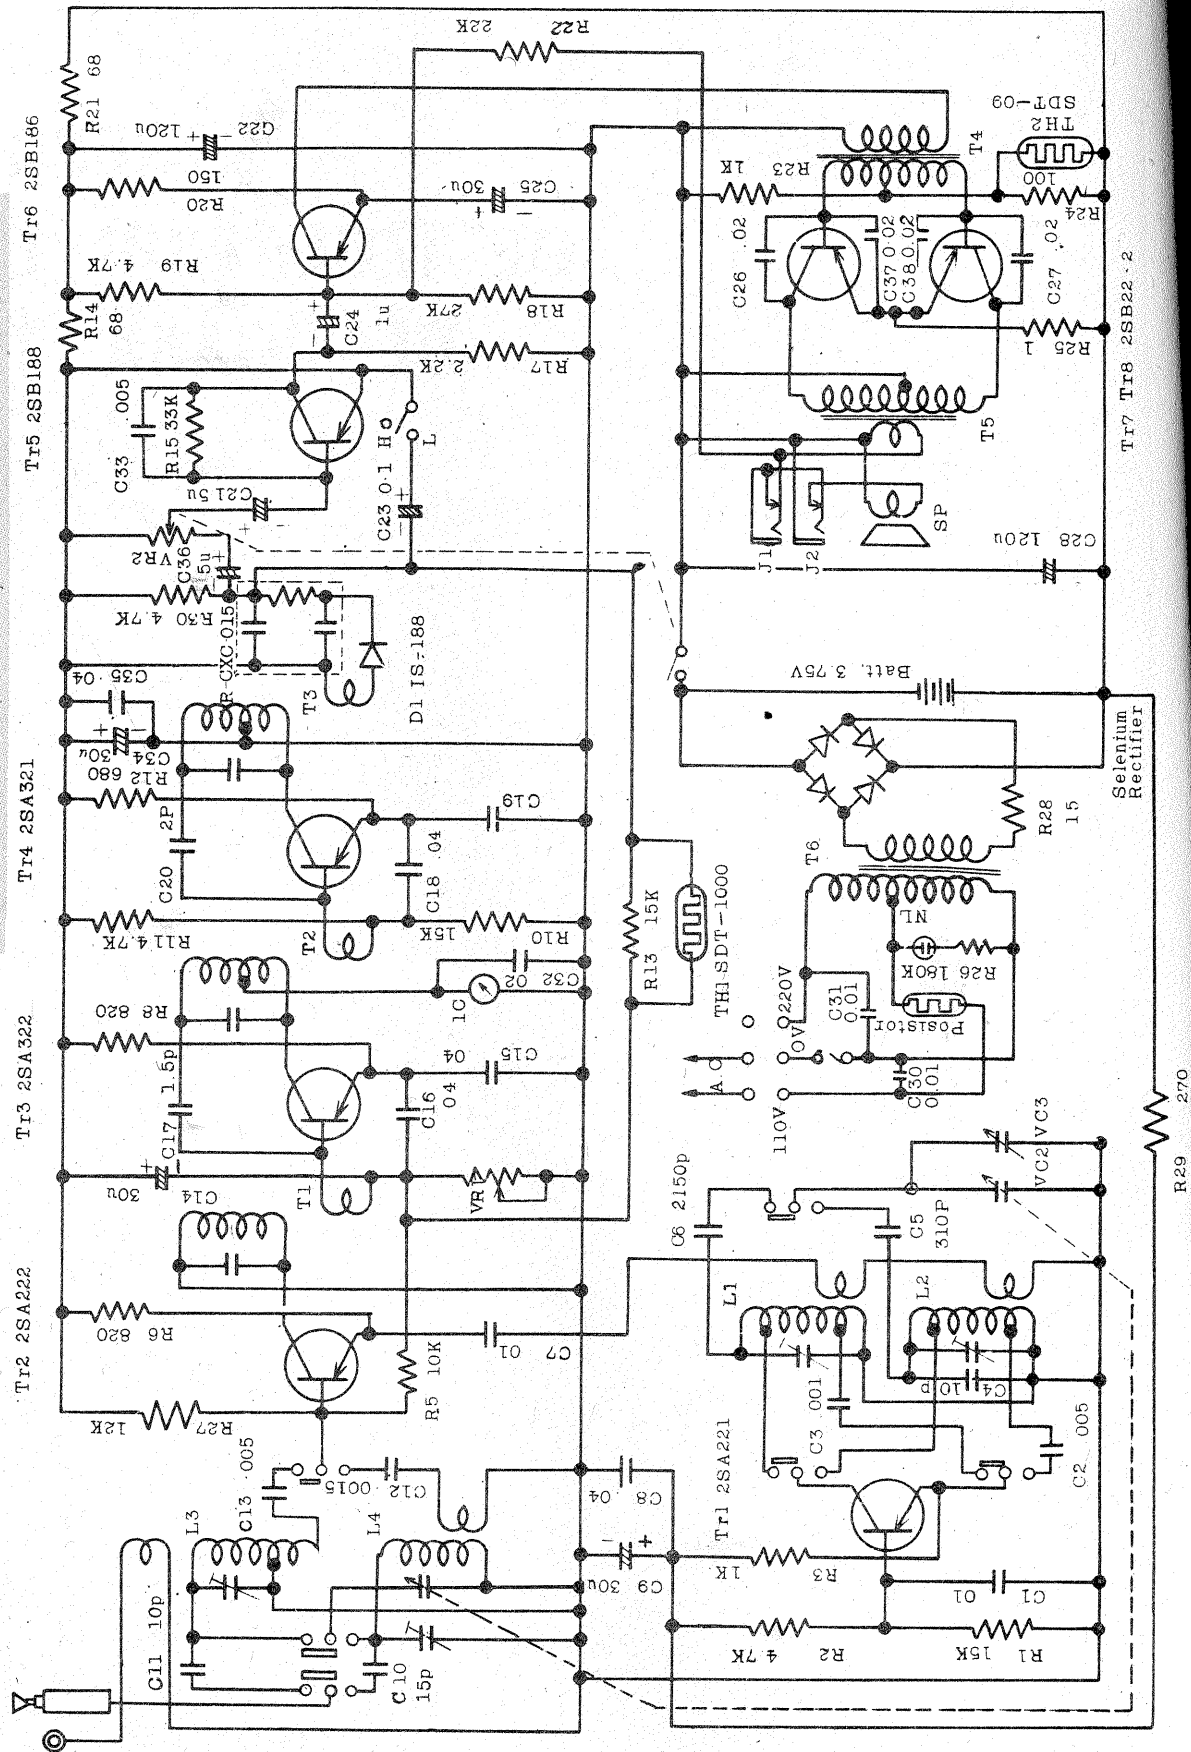 Tr2 2SA222
Tr3 2SA322
Tr4 2SA321
Tr5 2SB188
Tr6 2SB186
C11 10p
L3
C13 .005
L4
C10
15p
.0015
C12
12K
R27
R6
820
R5 10K
01
C7
30u
+
-
C14
C17
1.5p
R8 820
T1
VR
C16
04
04
C15
1C
02
C32
R11 4.7K
T2
15K
R10
C18 .04
C19
C20
2P
680
R12
30u
+
-
C34
C35 .04
R-CXC-015
T3
D1 IS-188
4.7K R30
C36
5u
+
VR2
C21 5u
+
-
C33
.005
R15 33K
H
L
C23 0.1
-
+
2.2K
R17
R14
68
R19 4.7K
C24
1u
-
+
27K
R18
150
R20
30u
C25
+
-
+ 120u
-
C22
R21 68
22K
R22
C9 30u
-
+
C8 .04
R3
1K
R2
4.7K
R1
15K
C1
01
Tr1 2SA221
C3 .001
C2 .005
C4 10p
L1
L2
C6 2150p
C5
310P
VC2
VC3
R13 15K
TH1 SDT-1000
110V
A.C
0V
220V
C30
0.01
C31
0.01
Posistor
R26 180K
NL
T6
R28
15
Selenium
Rectifier
Batt. 3.75V
C28 120u
J1
J2
SP
T5
C26 .02
C37 0.02
C38 0.02
C27 .02
1
R25
1K
R23
T4
100
R24
TH2
SDT-09
Tr7 Tr8 2SB22·2
R29 270